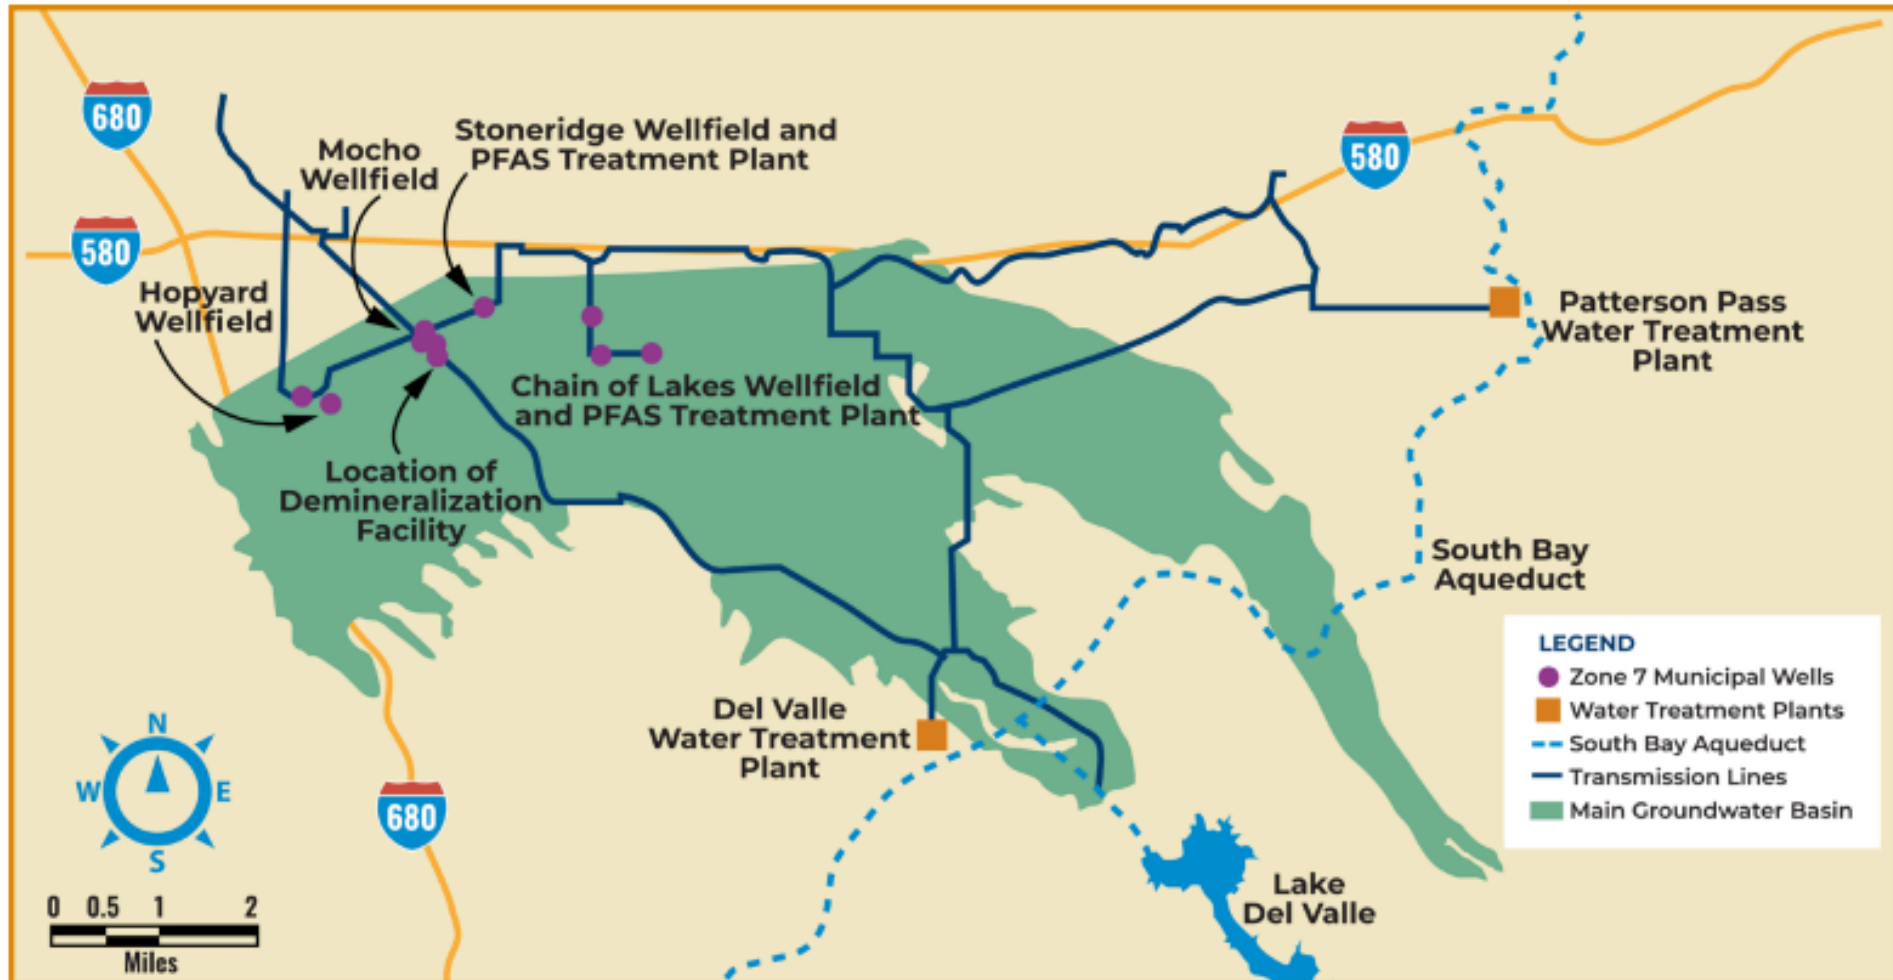 680
580
Mocho
Wellfield
Stoneridge Wellfield and
PFAS Treatment Plant
580
Hopyard
Wellfield
Patterson Pass
Water Treatment
Plant
Chain of Lakes Wellfield
and PFAS Treatment Plant
Location of
Demineralization
Facility
South Bay
Aqueduct
LEGEND
Zone 7 Municipal Wells
Water Treatment Plants
South Bay Aqueduct
Transmission Lines
Main Groundwater Basin
Del Valle
Water Treatment
Plant
N
W E
S
680
Lake
Del Valle
0 0.5 1 2
Miles